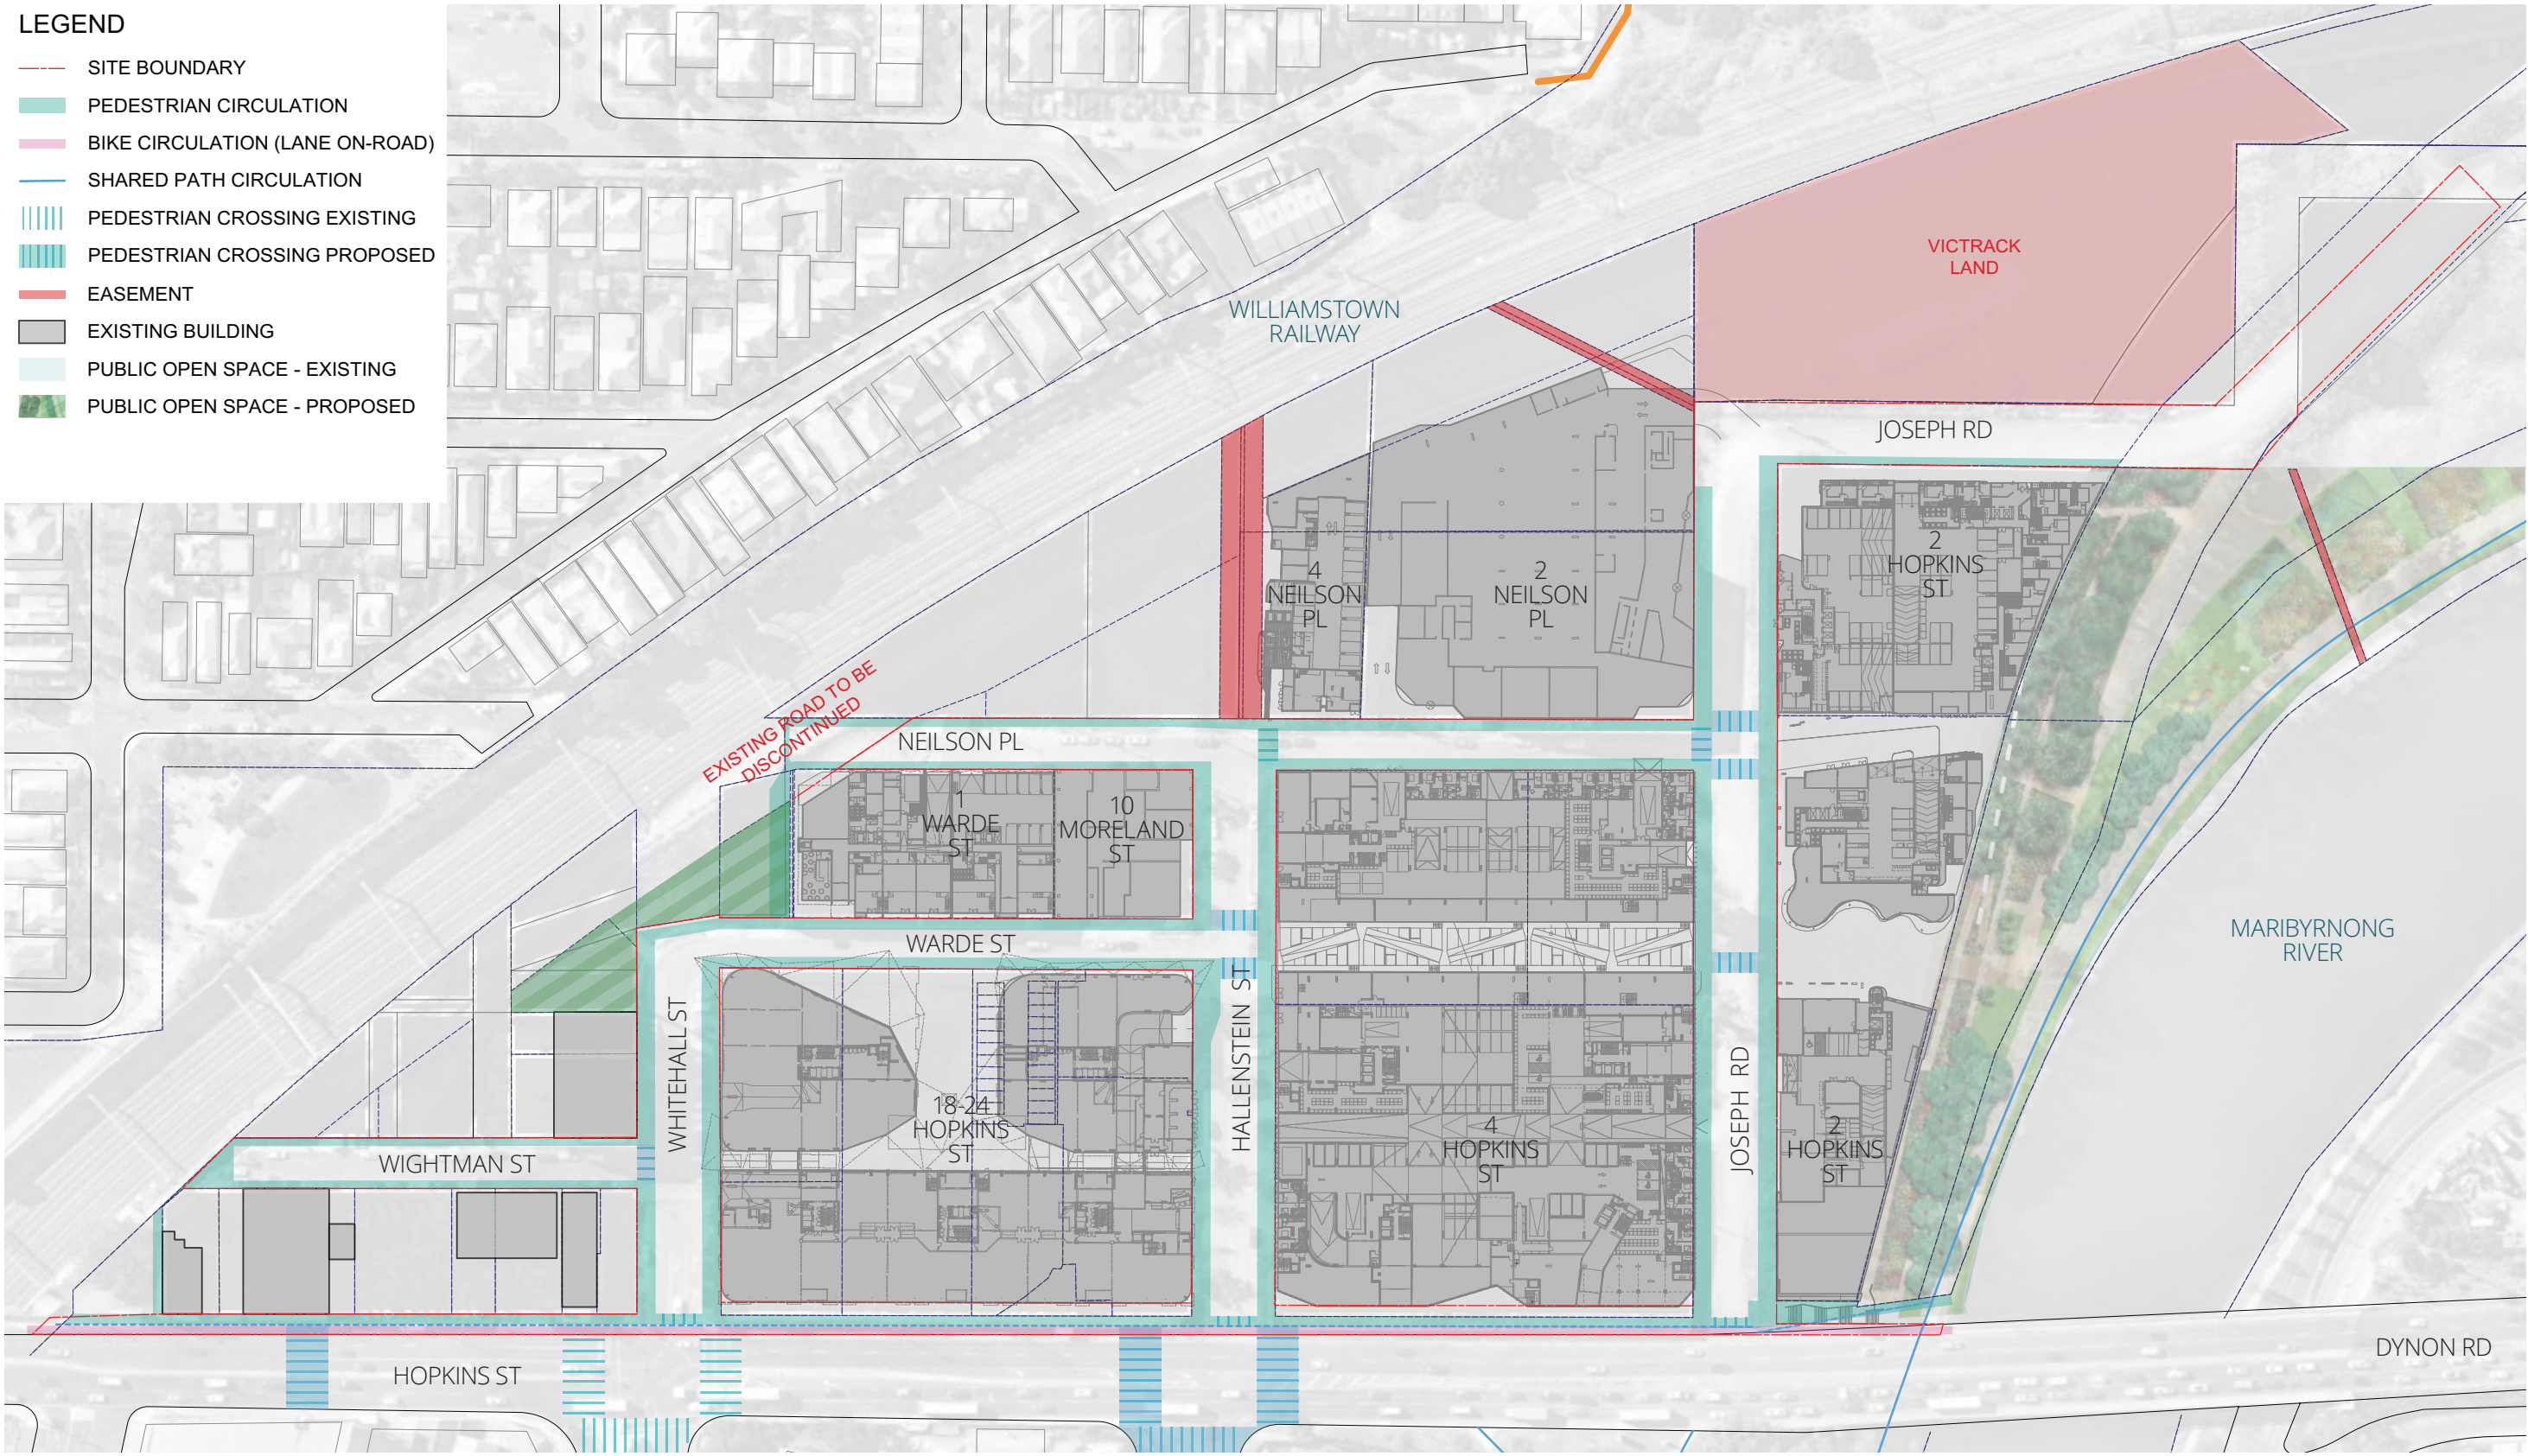 LEGEND
SITE BOUNDARY
PEDESTRIAN CIRCULATION
BIKE CIRCULATION (LANE ON-ROAD)
SHARED PATH CIRCULATION
PEDESTRIAN CROSSING EXISTING
PEDESTRIAN CROSSING PROPOSED
EASEMENT
EXISTING BUILDING
PUBLIC OPEN SPACE - EXISTING
PUBLIC OPEN SPACE - PROPOSED
VICTRACK
LAND
WILLIAMSTOWN
RAILWAY
JOSEPH RD
2
HOPKINS
ST
4
NEILSON
PL
2
NEILSON
PL
EXISTING ROAD TO BE
DISCONTINUED
NEILSON PL
1
WARDE
ST
10
MORELAND
ST
MARIBYRNONG
RIVER
WARDE ST
WHITEHALL ST
HALLENSTEIN ST
JOSEPH RD
18-24
HOPKINS
ST
4
HOPKINS
ST
2
HOPKINS
ST
WIGHTMAN ST
HOPKINS ST
DYNON RD